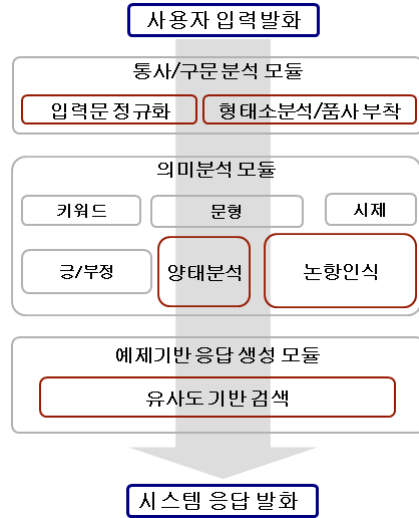 사용자 입력 발화
통사/구문 분석 모듈
입력문 정규화 형태소분석/품사 부착
의미분석 모듈
키워드 문형 시제
긍/부정 양태분석 논항인식
예제기반 응답 생성 모듈
유사도 기반 검색
시스템 응답 발화